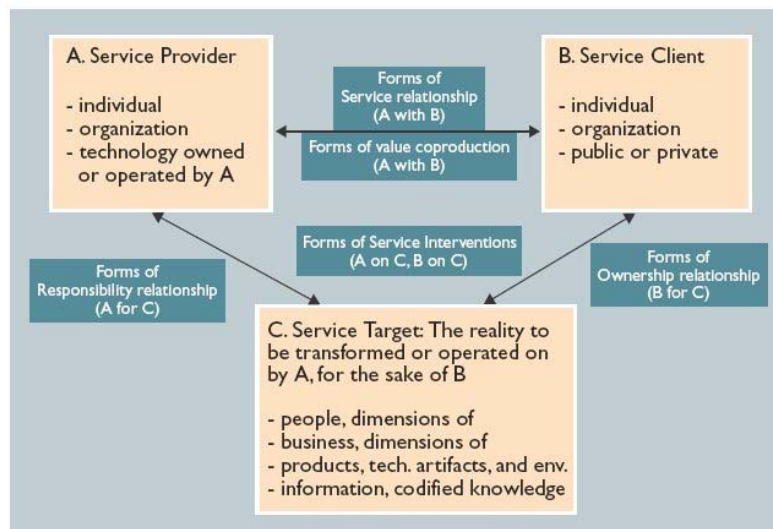 A. Service Provider
- individual
- organization
- technology owned
or operated by A
Forms of
Service relationship
(A with B)
Forms of value coproduction
(A with B)
B. Service Client
- individual
- organization
- public or private
Forms of
Responsibility relationship
(A for C)
Forms of Service Interventions
(A on C, B on C)
Forms of
Ownership relationship
(B for C)
C. Service Target: The reality to
be transformed or operated on
by A, for the sake of B
- people, dimensions of
- business, dimensions of
- products, tech. artifacts, and env.
- information, codified knowledge